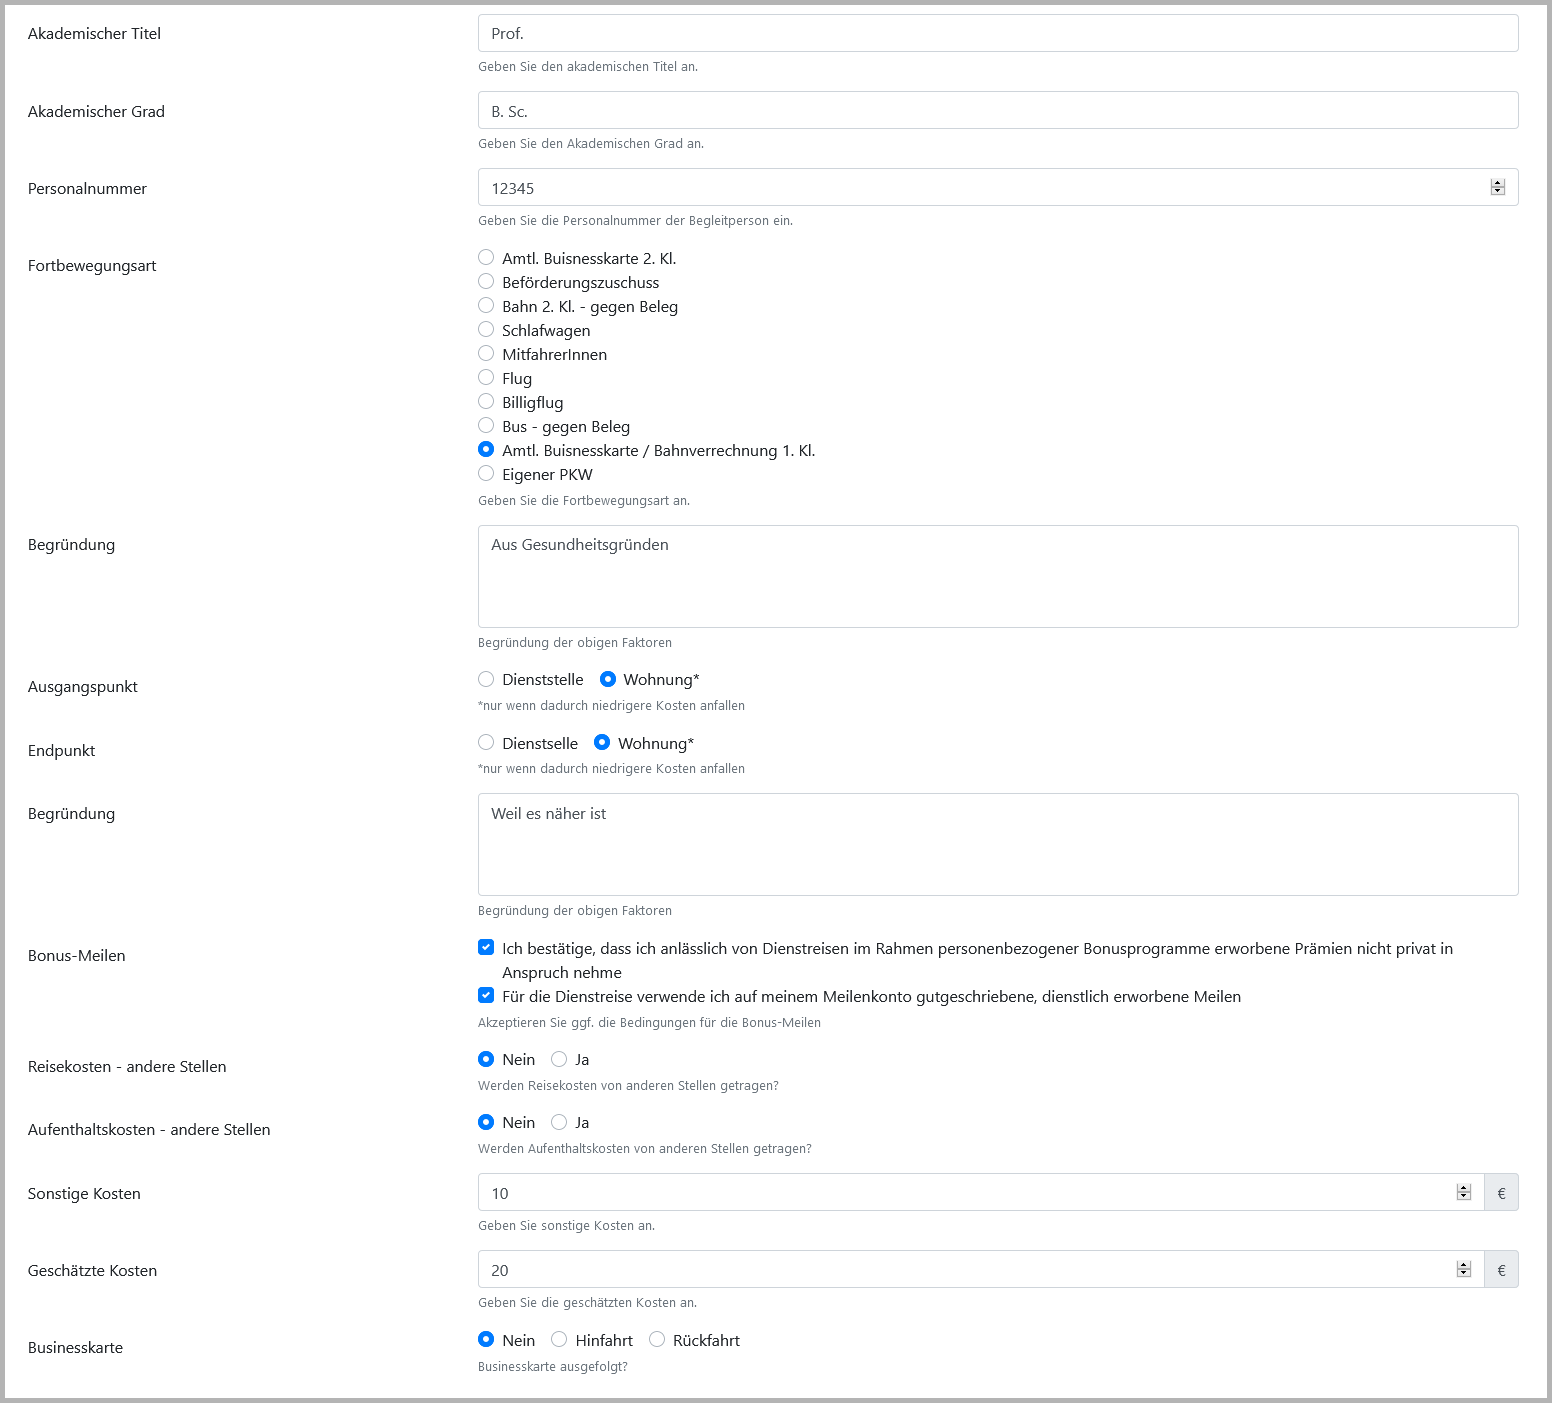 Akademischer Titel
Prof.
Geben Sie den akademischen Titel an.
Akademischer Grad
B. Sc.
Geben Sie den Akademischen Grad an.
Personalnummer
12345
Geben Sie die Personalnummer der Begleitperson ein.
Fortbewegungsart
Amtl. Buisnesskarte 2. Kl.
Beförderungszuschuss
Bahn 2. Kl. - gegen Beleg
Schlafwagen
MitfahrerInnen
Flug
Billigflug
Bus - gegen Beleg
Amtl. Buisnesskarte / Bahnverrechnung 1. Kl.
Eigener PKW
Geben Sie die Fortbewegungsart an.
Begründung
Aus Gesundheitsgründen
Begründung der obigen Faktoren
Ausgangspunkt
Dienststelle Wohnung*
*nur wenn dadurch niedrigere Kosten anfallen
Endpunkt
Dienstselle Wohnung*
*nur wenn dadurch niedrigere Kosten anfallen
Begründung
Weil es näher ist
Begründung der obigen Faktoren
Bonus-Meilen
Ich bestätige, dass ich anlässlich von Dienstreisen im Rahmen personenbezogener Bonusprogramme erworbene Prämien nicht privat in
Anspruch nehme
Für die Dienstreise verwende ich auf meinem Meilenkonto gutgeschriebene, dienstlich erworbene Meilen
Akzeptieren Sie ggf. die Bedingungen für die Bonus-Meilen
Reisekosten - andere Stellen
Nein Ja
Werden Reisekosten von anderen Stellen getragen?
Aufenthaltskosten - andere Stellen
Nein Ja
Werden Aufenthaltskosten von anderen Stellen getragen?
Sonstige Kosten
10 €
Geben Sie sonstige Kosten an.
Geschätzte Kosten
20 €
Geben Sie die geschätzten Kosten an.
Businesskarte
Nein Hinfahrt Rückfahrt
Businesskarte ausgefolgt?